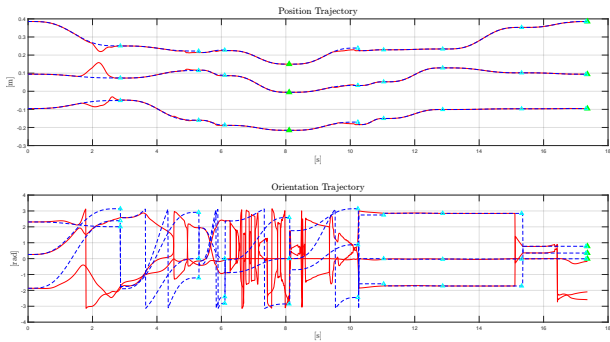 Position Trajectory
0.4
0.3
0.2
0.1
0
-0.1
-0.2
-0.3
[m]
0 2 4 6 8 10 12 14 16 18
[s]
Orientation Trajectory
4
3
2
1
0
-1
-2
-3
-4
[rad]
0 2 4 6 8 10 12 14 16 18
[s]